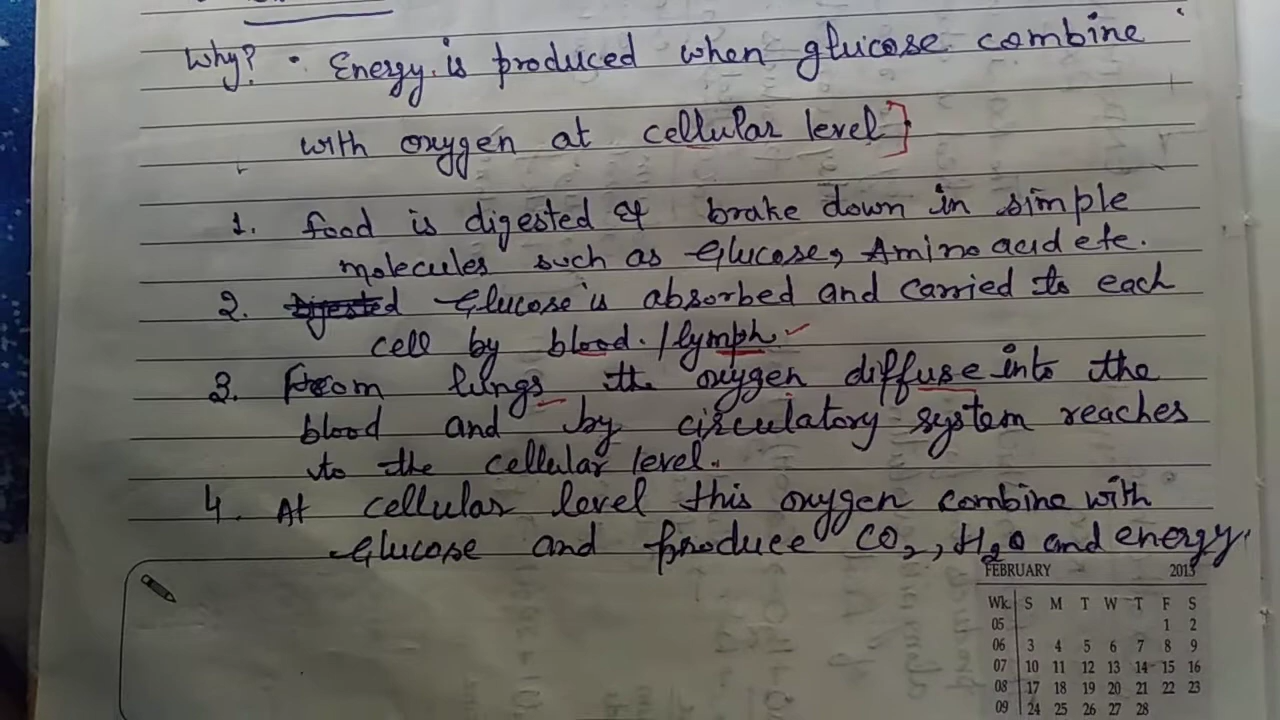 Why? • Energy is produced when glucose combine
with oxygen at cellular level}
1. food is digested & brake down in simple
molecules such as Glucose, Amino acid etc.
2. Digested Glucose is absorbed and carried to each
cell by blood. / lymph ✓
3. From lungs the oxygen diffuse into the
blood and by circulatory system reaches
to the cellular level.
4. At cellular level this oxygen combine with
Glucose and produce CO₂, H₂O and energy.
FEBRUARY 2013
Wk. S M T W T F S
05 1 2
06 3 4 5 6 7 8 9
07 10 11 12 13 14 15 16
08 17 18 19 20 21 22 23
09 24 25 26 27 28